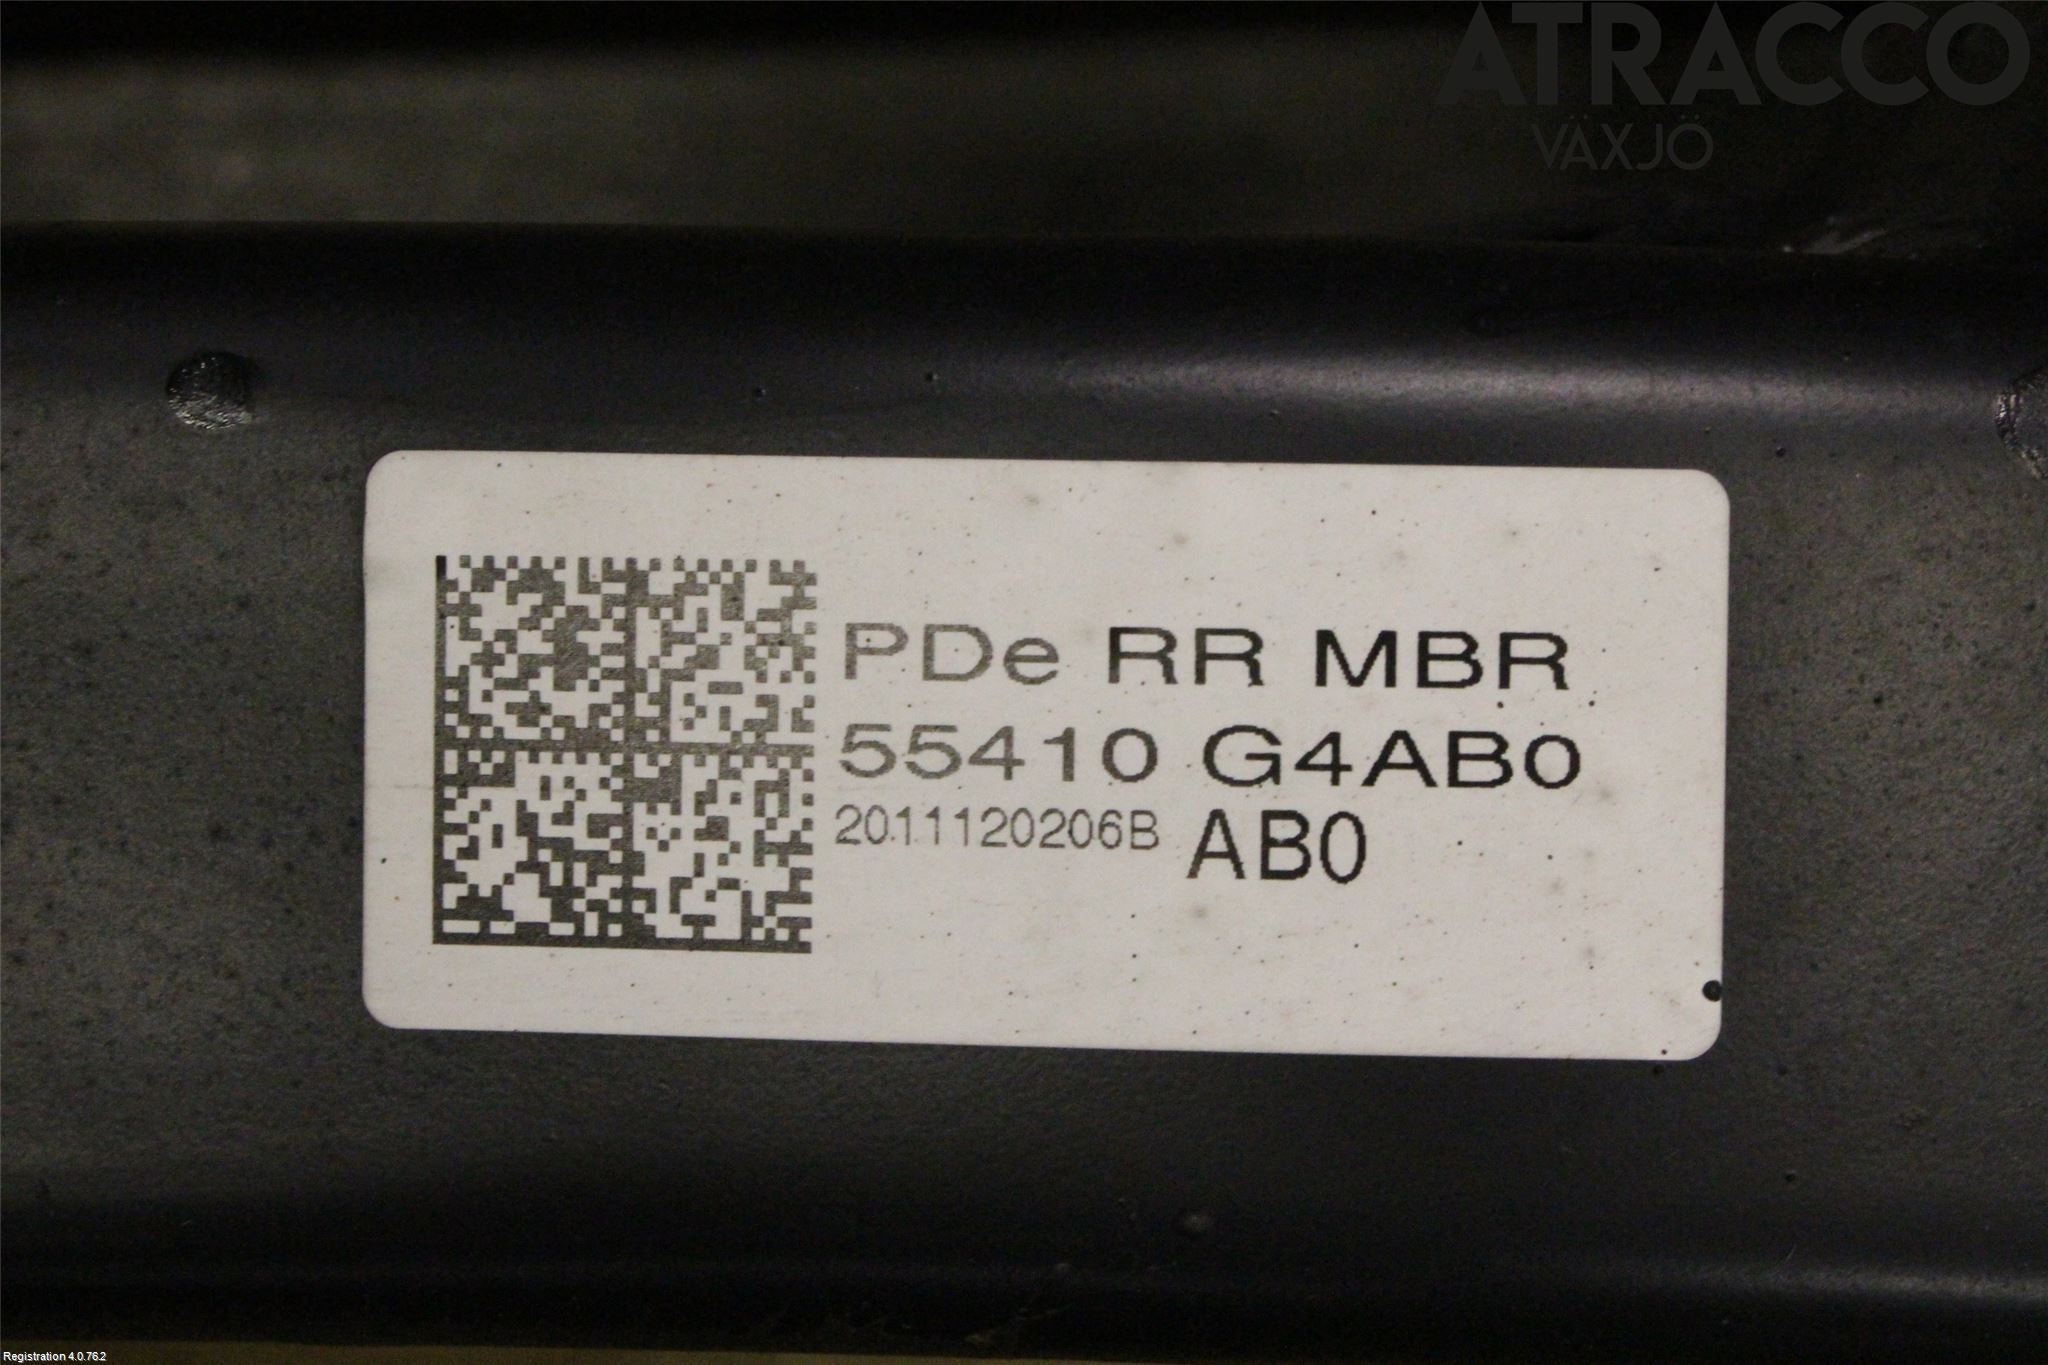 ATRACCO
VÄXJÖ
PDe RR MBR
55410 G4AB0
2011120206B AB0
Registration 4.0.76.2